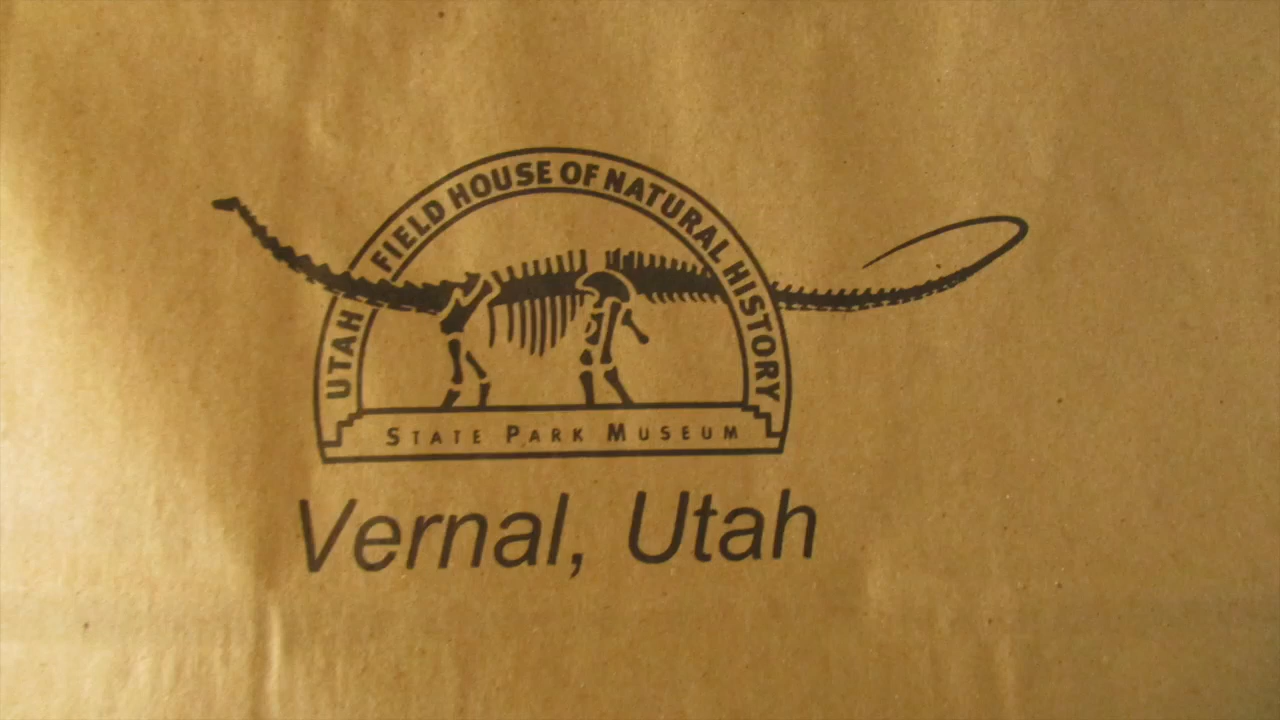 UTAH FIELD HOUSE OF NATURAL HISTORY
STATE PARK MUSEUM
Vernal, Utah